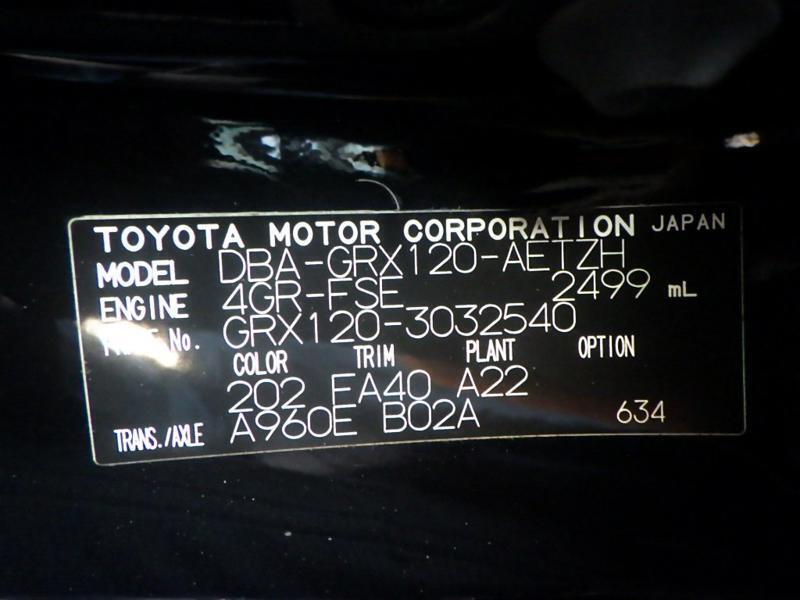 TOYOTA MOTOR CORPORATION JAPAN
MODEL DBA-GRX120-AETZH
ENGINE 4GR-FSE 2499 mL
No. GRX120-3032540
COLOR TRIM PLANT OPTION
202 FA40 A22
TRANS./AXLE A960E B02A 634